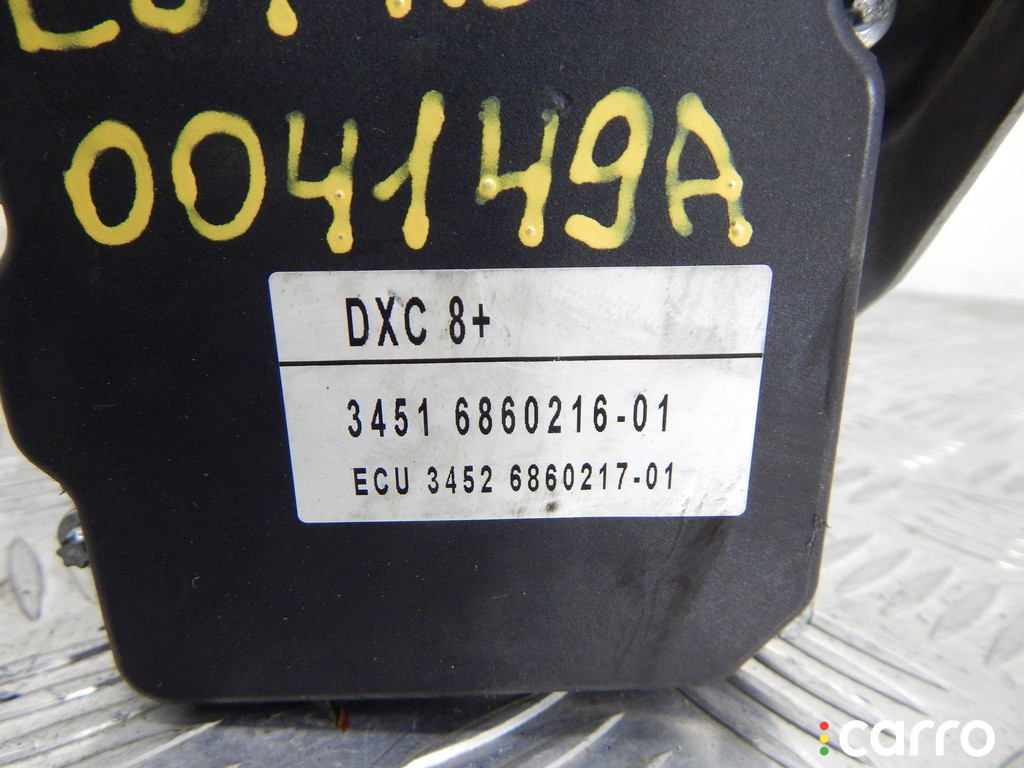 004149A
DXC 8+
3451 6860216-01
ECU 3452 6860217-01
carro